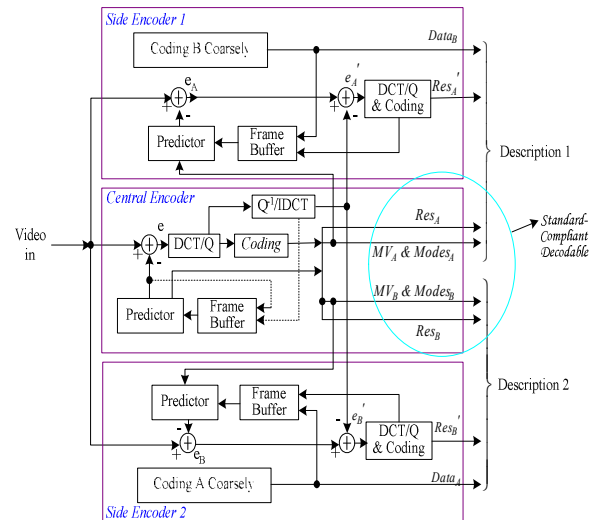 Side Encoder 1
Coding B Coarsely
Data_B
e_A
e_A'
+
-
+
-
DCT/Q
& Coding
Res_A'
Predictor
Frame
Buffer
Description 1
Central Encoder
Q⁻¹/IDCT
Res_A
Standard-
Compliant
Decodable
Video
in
e
+
-
DCT/Q
Coding
MV_A & Modes_A
MV_B & Modes_B
Predictor
Frame
Buffer
Res_B
Description 2
Predictor
Frame
Buffer
-
+
e_B
e_B'
-
+
DCT/Q
& Coding
Res_B'
Coding A Coarsely
Data_A
Side Encoder 2